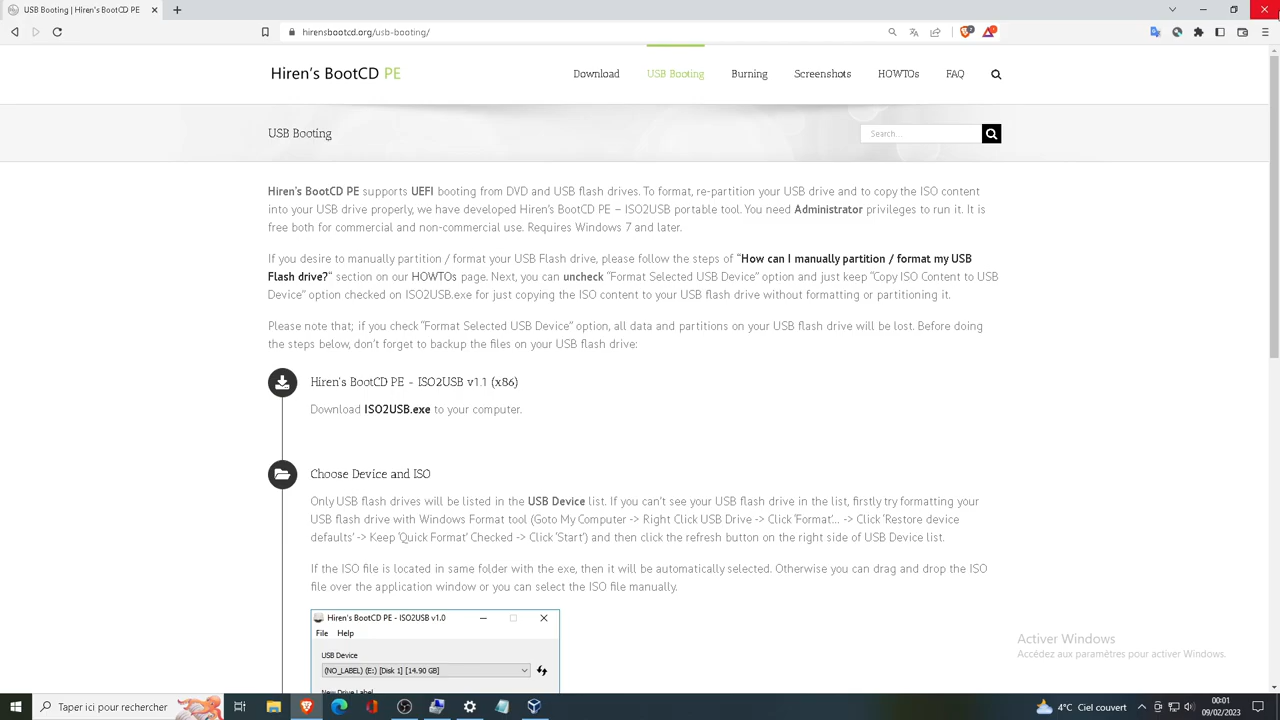 USB Booting | Hiren's BootCD PE
hirensbootcd.org/usb-booting/
Hiren's BootCD PE
Download
USB Booting
Burning
Screenshots
HOWTOs
FAQ
USB Booting
Search...
Hiren's BootCD PE supports UEFI booting from DVD and USB flash drives. To format, re-partition your USB drive and to copy the ISO content
into your USB drive properly, we have developed Hiren's BootCD PE – ISO2USB portable tool. You need Administrator privileges to run it. It is
free both for commercial and non-commercial use. Requires Windows 7 and later.
If you desire to manually partition / format your USB Flash drive, please follow the steps of "How can I manually partition / format my USB
Flash drive?" section on our HOWTOs page. Next, you can uncheck "Format Selected USB Device" option and just keep "Copy ISO Content to USB
Device" option checked on ISO2USB.exe for just copying the ISO content to your USB flash drive without formatting or partitioning it.
Please note that; if you check "Format Selected USB Device" option, all data and partitions on your USB flash drive will be lost. Before doing
the steps below, don't forget to backup the files on your USB flash drive:
Hiren's BootCD PE - ISO2USB v1.1 (x86)
Download ISO2USB.exe to your computer.
Choose Device and ISO
Only USB flash drives will be listed in the USB Device list. If you can't see your USB flash drive in the list, firstly try formatting your
USB flash drive with Windows Format tool (Goto My Computer -> Right Click USB Drive -> Click 'Format'... -> Click 'Restore device
defaults' -> Keep 'Quick Format' Checked -> Click 'Start') and then click the refresh button on the right side of USB Device list.
If the ISO file is located in same folder with the exe, then it will be automatically selected. Otherwise you can drag and drop the ISO
file over the application window or you can select the ISO file manually.
Hiren's BootCD PE - ISO2USB v1.0
File Help
USB Device
(NO_LABEL) (E:) [Disk 1] [14.90 GB]
New Drive Label
Activer Windows
Accédez aux paramètres pour activer Windows.
Taper ici pour rechercher
4°C Ciel couvert
00:01
09/02/2023